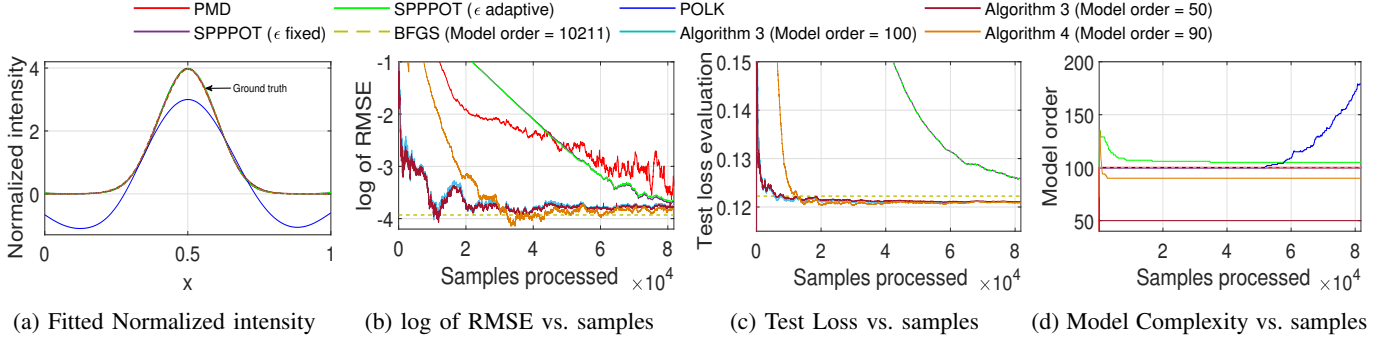 PMD
SPPPOT (ϵ adaptive)
POLK
Algorithm 3 (Model order = 50)
SPPPOT (ϵ fixed)
BFGS (Model order = 10211)
Algorithm 3 (Model order = 100)
Algorithm 4 (Model order = 90)
Normalized intensity
4
2
0
Ground truth
0
0.5
1
x
(a) Fitted Normalized intensity
log of RMSE
-1
-2
-3
-4
0
2
4
6
8
Samples processed
×10⁴
(b) log of RMSE vs. samples
Test loss evaluation
0.15
0.14
0.13
0.12
0
2
4
6
8
Samples processed
×10⁴
(c) Test Loss vs. samples
Model order
200
150
100
50
0
2
4
6
8
Samples processed
×10⁴
(d) Model Complexity vs. samples